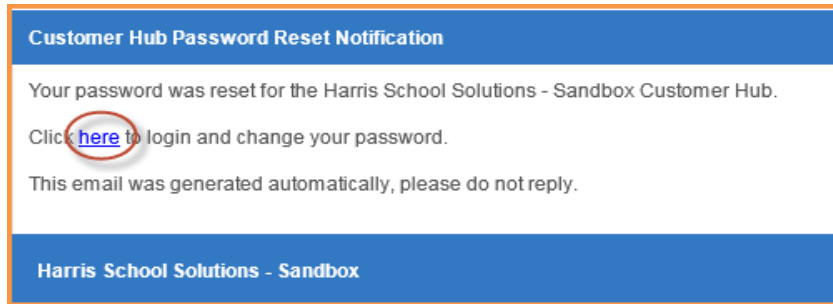 Customer Hub Password Reset Notification
Your password was reset for the Harris School Solutions - Sandbox Customer Hub.
Click here to login and change your password.
This email was generated automatically, please do not reply.
Harris School Solutions - Sandbox